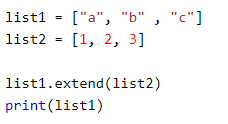 list1 = ["a", "b" , "c"]
list2 = [1, 2, 3]
list1.extend(list2)
print(list1)